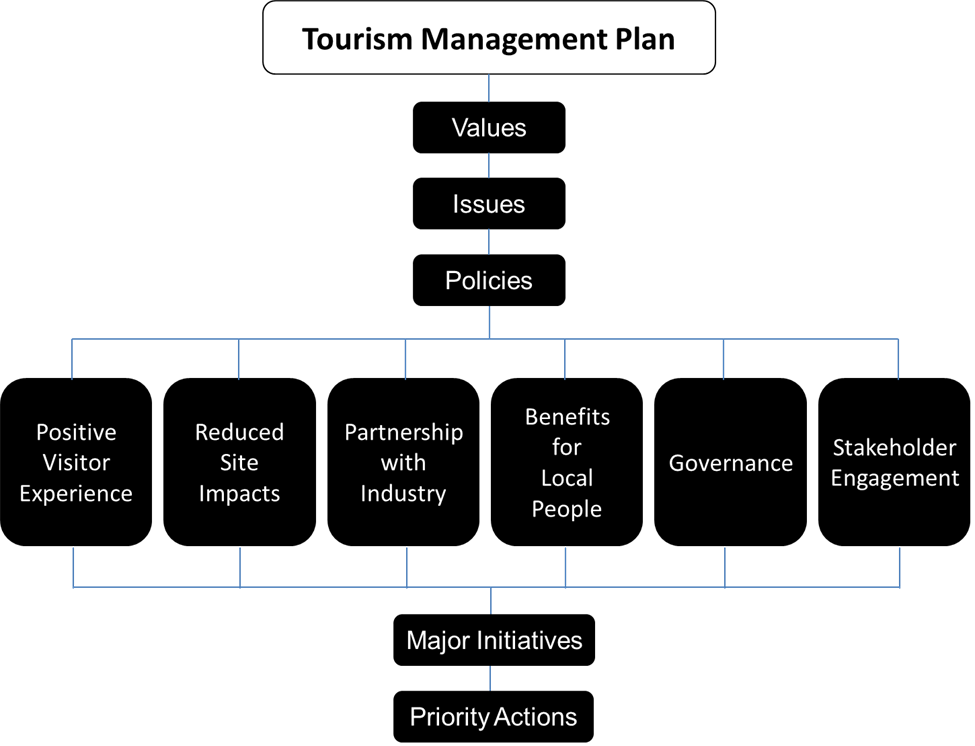 Tourism Management Plan
Values
Issues
Policies
Positive
Visitor
Experience
Reduced
Site
Impacts
Partnership
with
Industry
Benefits
for
Local
People
Governance
Stakeholder
Engagement
Major Initiatives
Priority Actions